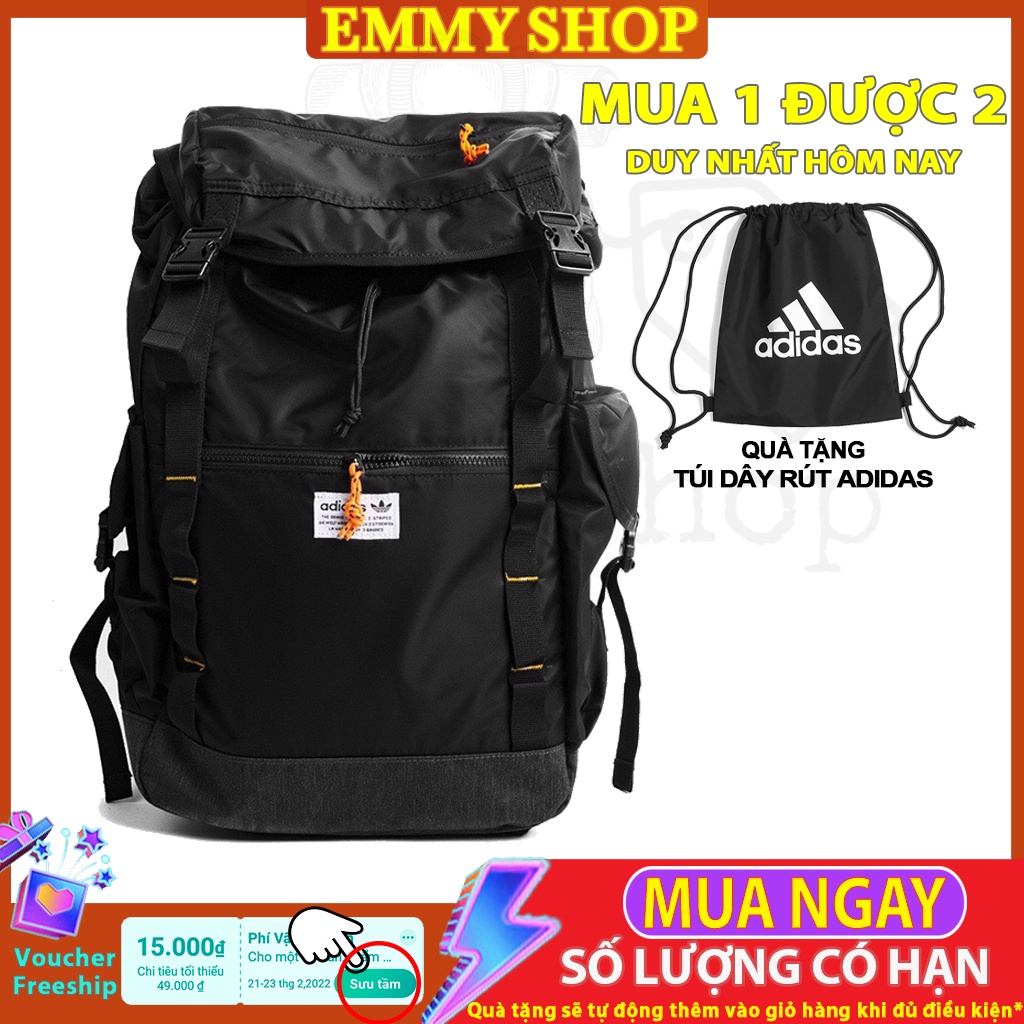 EMMY SHOP
MUA 1 ĐƯỢC 2
DUY NHẤT HÔM NAY
adidas
QUÀ TẶNG
TÚI DÂY RÚT ADIDAS
adidas
hop
Voucher
Freeship
15.000₫
Chi tiêu tối thiểu
49.000 ₫
Phí
Cho một
21-23 thg 2,2022
Sưu tầm
MUA NGAY
SỐ LƯỢNG CÓ HẠN
Quà tặng sẽ tự động thêm vào giỏ hàng khi đủ điều kiện*